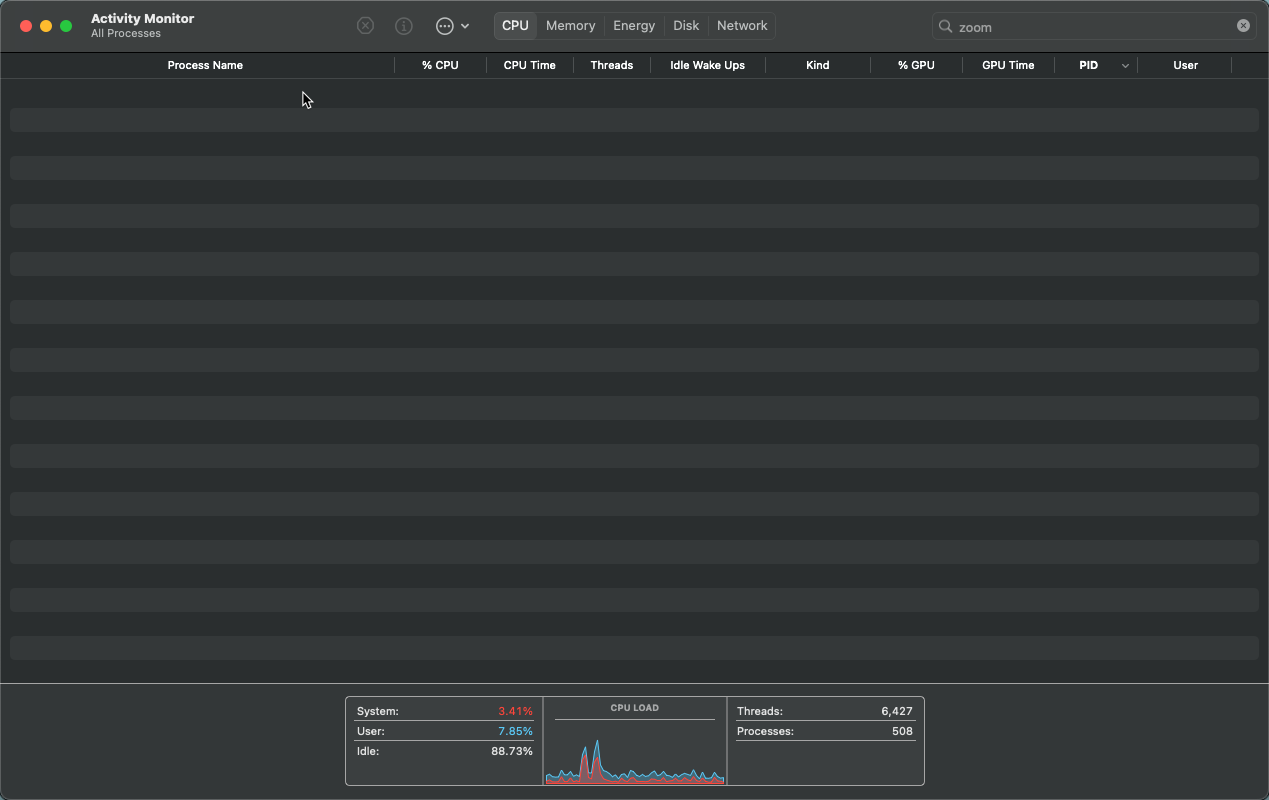 Activity Monitor
All Processes
CPU Memory Energy Disk Network
zoom
Process Name % CPU CPU Time Threads Idle Wake Ups Kind % GPU GPU Time PID User
System: 3.41%
User: 7.85%
Idle: 88.73%
CPU LOAD
Threads: 6,427
Processes: 508